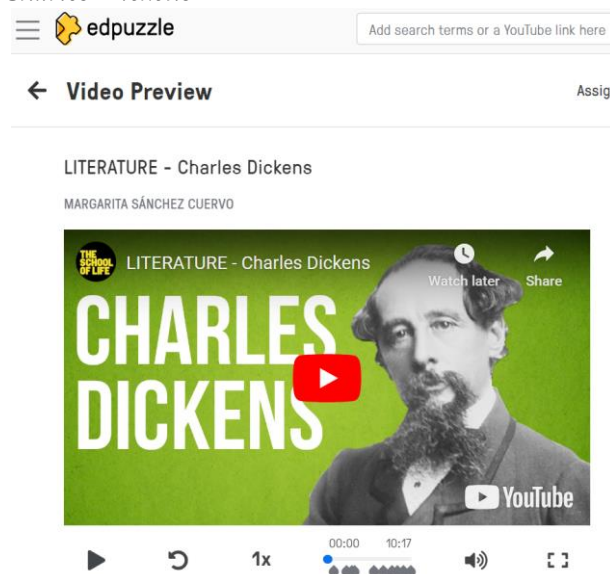 edpuzzle
Add search terms or a YouTube link here
Video Preview
Assig
LITERATURE - Charles Dickens
MARGARITA SÁNCHEZ CUERVO
THE SCHOOL OF LIFE
LITERATURE - Charles Dickens
Watch later
Share
CHARLES
DICKENS
YouTube
1x
00:00
10:17